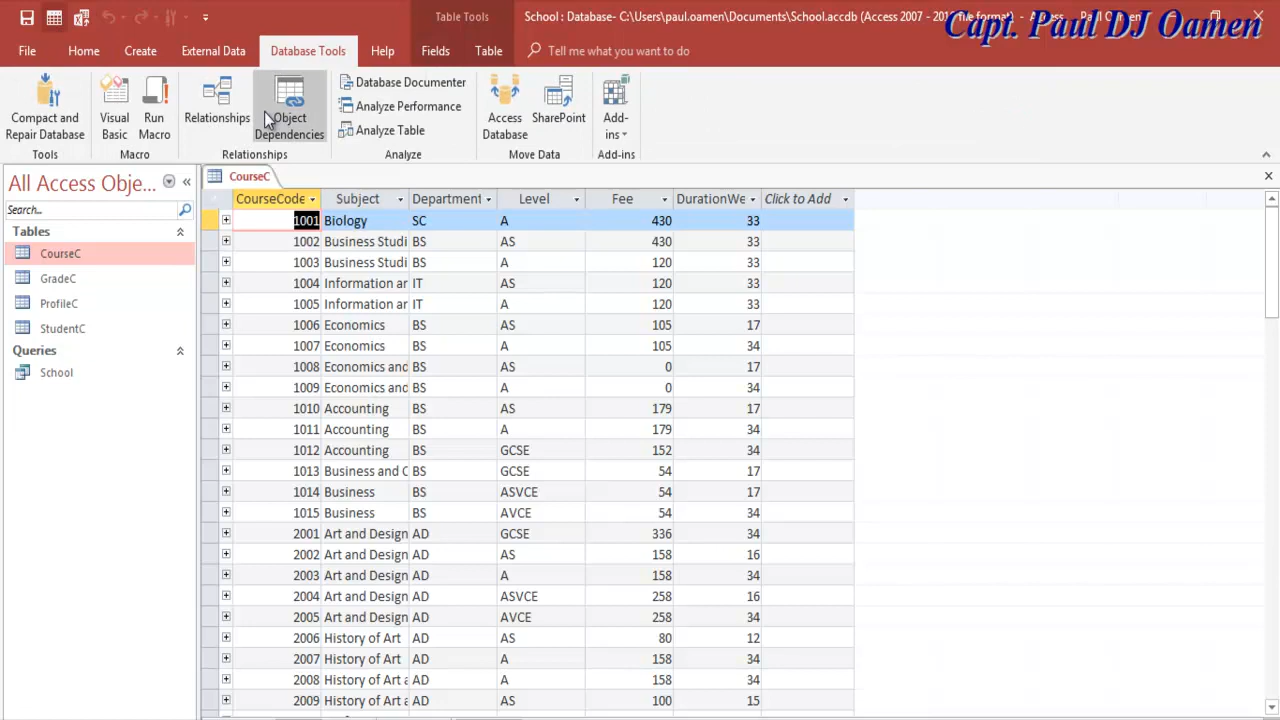 Table Tools
School : Database- C:\Users\paul.oamen\Documents\School.accdb (Access 2007 - 
Capt. Paul DJ Oamen
File Home Create External Data Database Tools Help Fields Table Tell me what you want to do
Compact and Repair Database
Visual Basic
Run Macro
Relationships
Object Dependencies
Database Documenter
Analyze Performance
Analyze Table
Access Database
SharePoint
Add-ins
Tools Macro Relationships Analyze Move Data Add-ins
All Access Obje...
Search...
Tables
CourseC
GradeC
ProfileC
StudentC
Queries
School
CourseC
CourseCode Subject Department Level Fee DurationWe Click to Add
1001 Biology SC A 430 33
1002 Business Studi BS AS 430 33
1003 Business Studi BS A 120 33
1004 Information ar IT AS 120 33
1005 Information ar IT A 120 33
1006 Economics BS AS 105 17
1007 Economics BS A 105 34
1008 Economics and BS AS 0 17
1009 Economics and BS A 0 34
1010 Accounting BS AS 179 17
1011 Accounting BS A 179 34
1012 Accounting BS GCSE 152 34
1013 Business and C BS GCSE 54 17
1014 Business BS ASVCE 54 17
1015 Business BS AVCE 54 34
2001 Art and Design AD GCSE 336 34
2002 Art and Design AD AS 158 16
2003 Art and Design AD A 158 34
2004 Art and Design AD ASVCE 258 16
2005 Art and Design AD AVCE 258 34
2006 History of Art AD AS 80 12
2007 History of Art AD A 158 34
2008 History of Art a AD A 158 34
2009 History of Art a AD AS 100 15